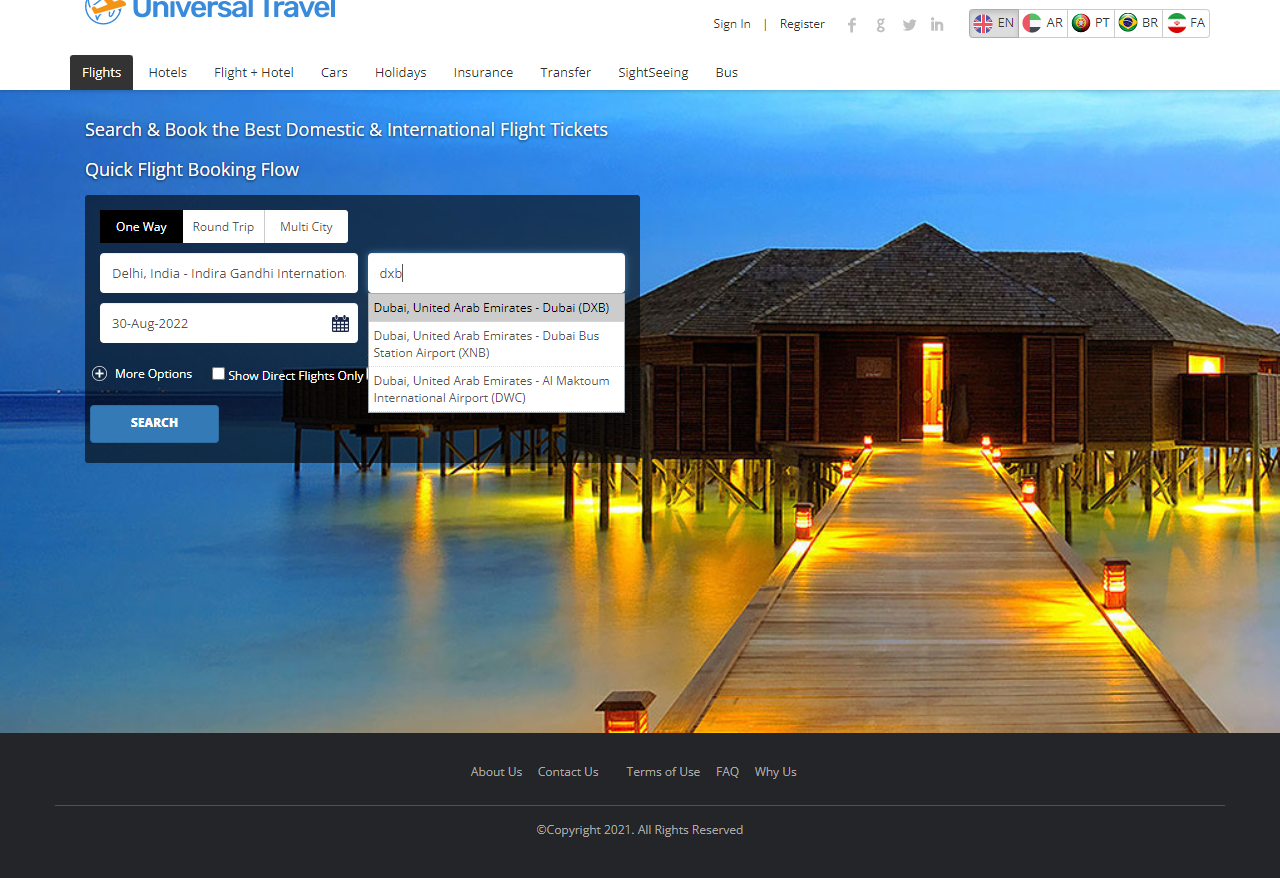 Universal Travel
Sign In | Register
EN AR PT BR FA
Flights Hotels Flight + Hotel Cars Holidays Insurance Transfer SightSeeing Bus
Search & Book the Best Domestic & International Flight Tickets
Quick Flight Booking Flow
One Way Round Trip Multi City
Delhi, India - Indira Gandhi Internation
dxb
Dubai, United Arab Emirates - Dubai (DXB)
Dubai, United Arab Emirates - Dubai Bus
Station Airport (XNB)
Dubai, United Arab Emirates - Al Maktoum
International Airport (DWC)
30-Aug-2022
More Options Show Direct Flights Only
SEARCH
About Us Contact Us Terms of Use FAQ Why Us
©Copyright 2021. All Rights Reserved